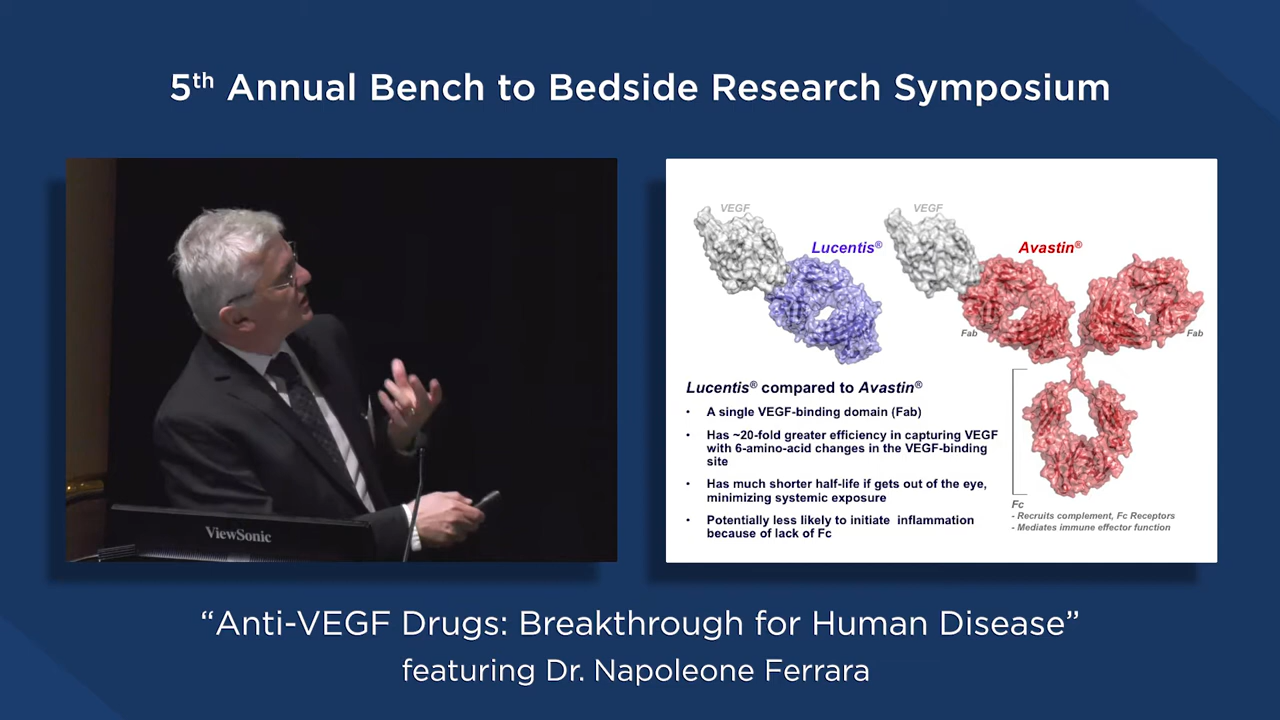 5th Annual Bench to Bedside Research Symposium
ViewSonic
VEGF
VEGF
Lucentis®
Avastin®
Fab
Fab
Lucentis® compared to Avastin®
• A single VEGF-binding domain (Fab)
• Has ~20-fold greater efficiency in capturing VEGF
with 6-amino-acid changes in the VEGF-binding
site
• Has much shorter half-life if gets out of the eye,
minimizing systemic exposure
• Potentially less likely to initiate inflammation
because of lack of Fc
Fc
- Recruits complement, Fc Receptors
- Mediates immune effector function
“Anti-VEGF Drugs: Breakthrough for Human Disease”
featuring Dr. Napoleone Ferrara